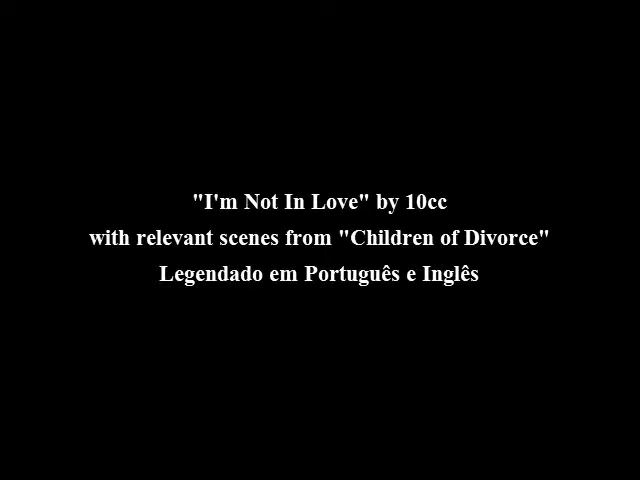 "I'm Not In Love" by 10cc
with relevant scenes from "Children of Divorce"
Legendado em Português e Inglês